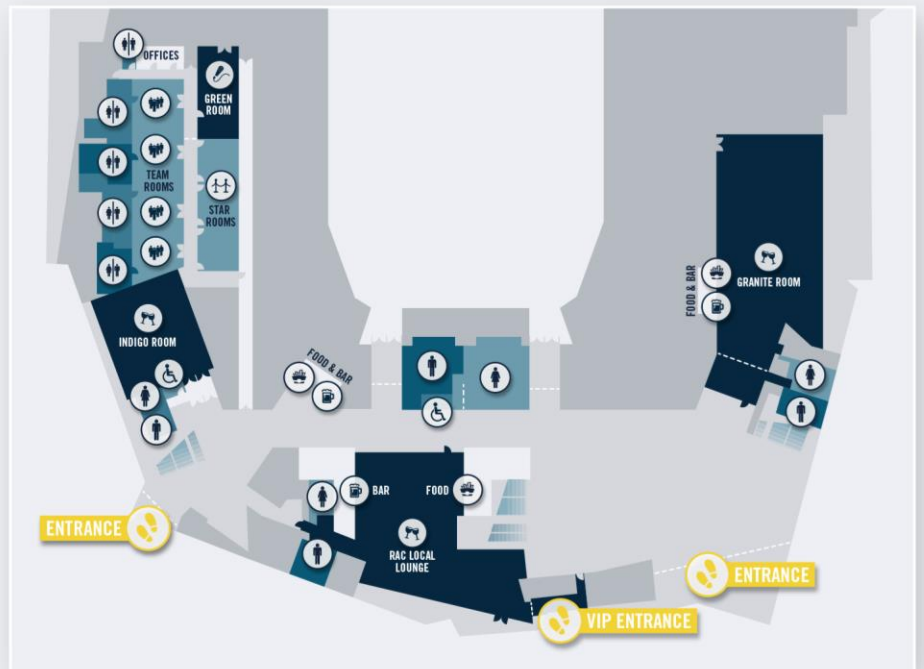 OFFICES
GREEN
ROOM
TEAM
ROOMS
STAR
ROOMS
INDIGO ROOM
FOOD & BAR
FOOD & BAR
GRANITE ROOM
BAR
FOOD
RAC LOCAL
LOUNGE
ENTRANCE
ENTRANCE
VIP ENTRANCE